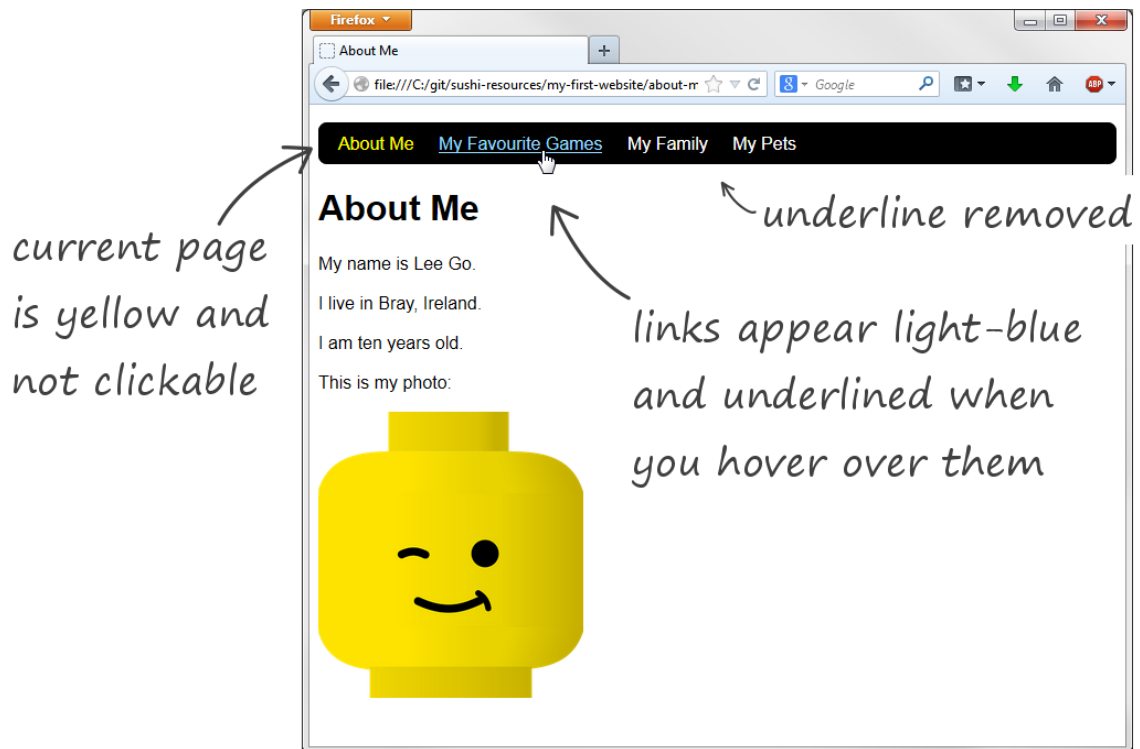 Firefox
About Me
+
file:///C:/git/sushi-resources/my-first-website/about-m
8
Google
ABP
About Me My Favourite Games My Family My Pets
About Me
My name is Lee Go.
I live in Bray, Ireland.
I am ten years old.
This is my photo:
current page
is yellow and
not clickable
underline removed
links appear light-blue
and underlined when
you hover over them